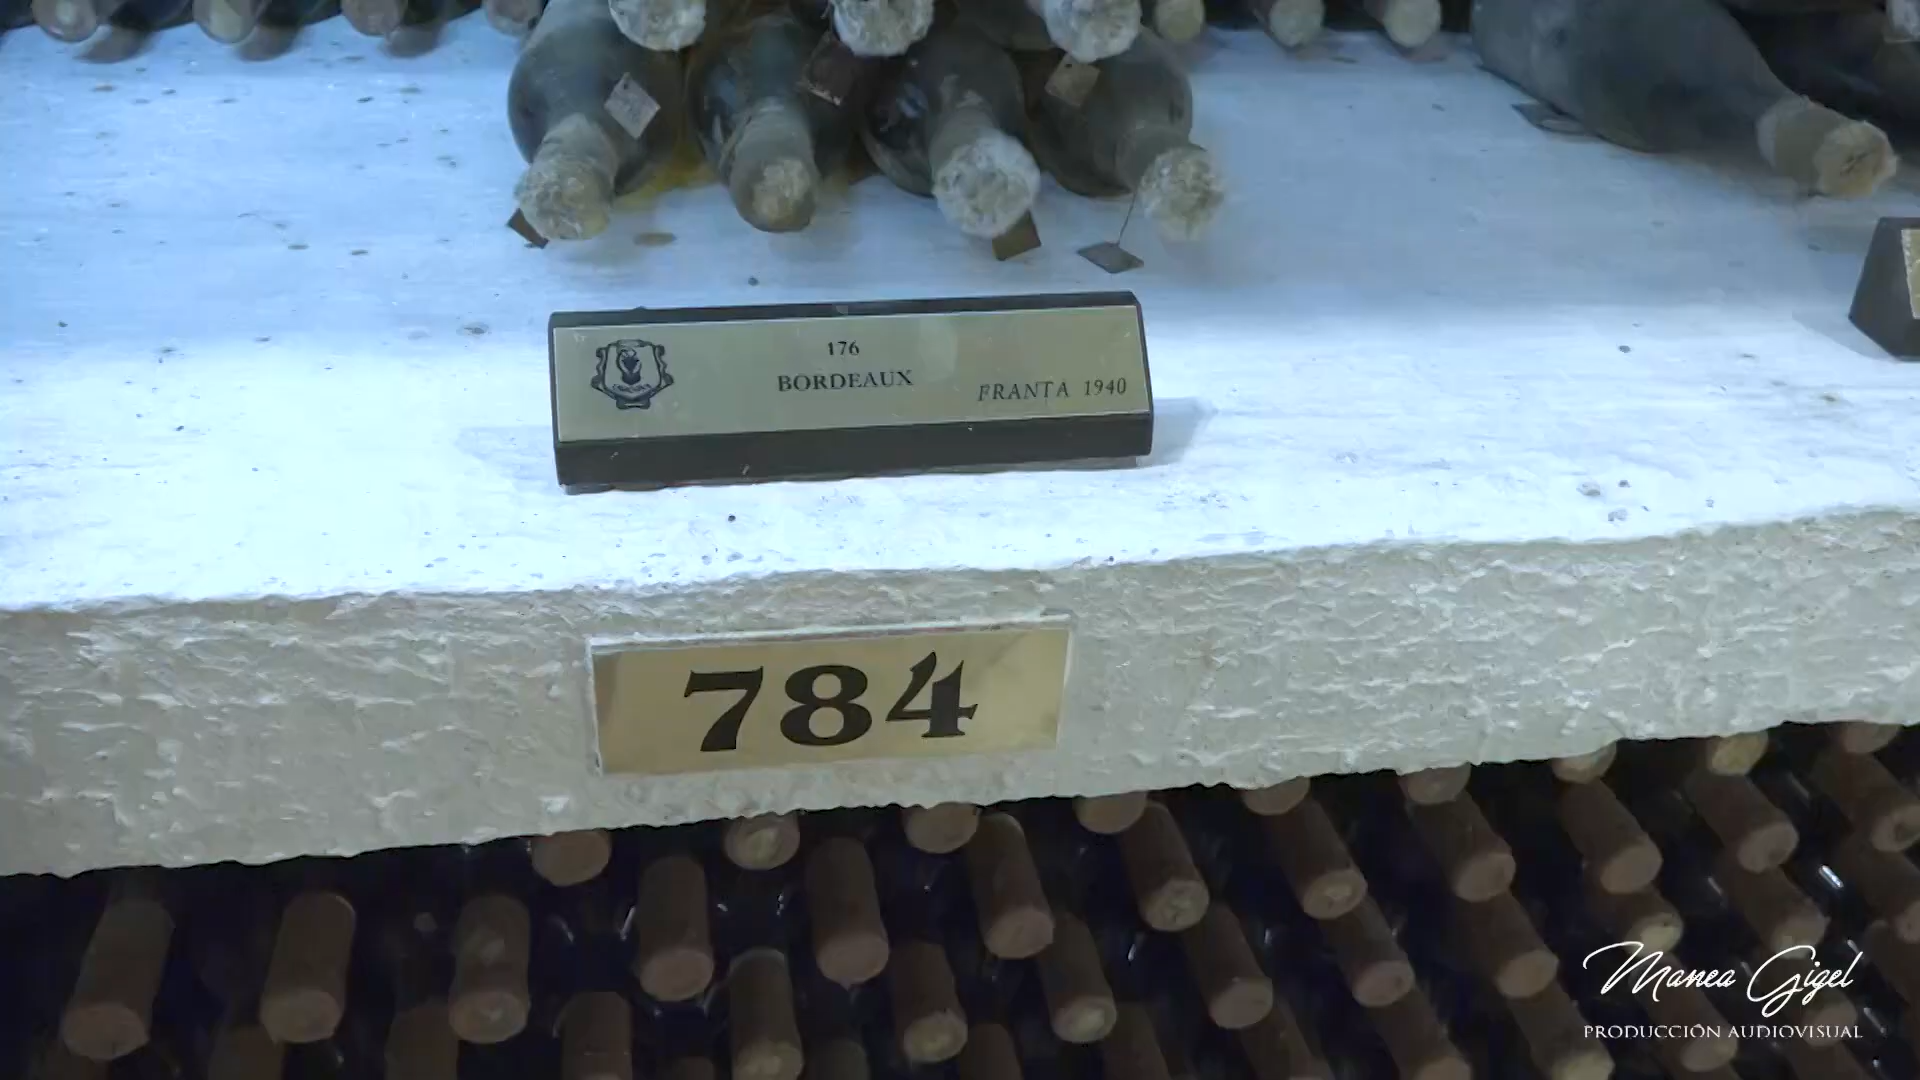 176
BORDEAUX
FRANTA 1940
784
Manea Gigel
PRODUCCIÓN AUDIOVISUAL